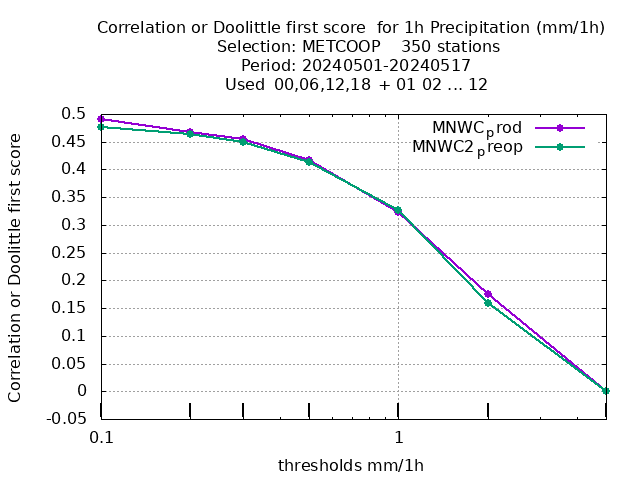 Correlation or Doolittle first score  for 1h Precipitation (mm/1h)
Selection: METCOOP    350 stations
Period: 20240501-20240517
Used  00,06,12,18  + 01 02 ... 12
MNWC_prod
MNWC2_preop
Correlation or Doolittle first score
0.5
0.45
0.4
0.35
0.3
0.25
0.2
0.15
0.1
0.05
0
-0.05
0.1
1
thresholds mm/1h